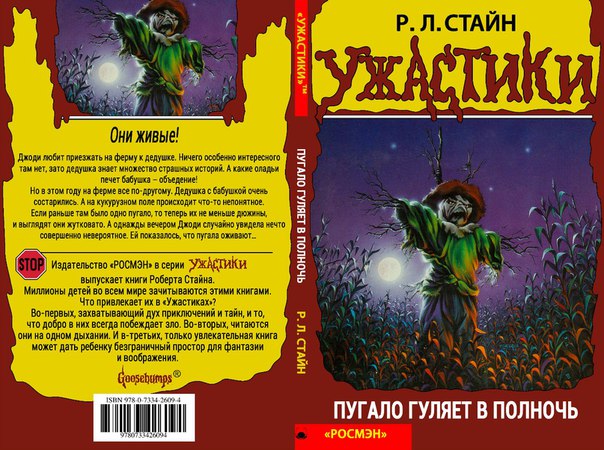 Они живые!
Джоди любит приезжать на ферму к дедушке. Ничего особенно интересного
там нет, зато дедушка знает множество страшных историй. А какие оладьи
печет бабушка – объедение!
Но в этом году на ферме все по-другому. Дедушка с бабушкой очень
состарились. А на кукурузном поле происходит что-то непонятное.
Если раньше там было одно пугало, то теперь их не меньше дюжины,
и выглядят они жутковато. А однажды вечером Джоди случайно увидела нечто
совершенно невероятное. Ей показалось, что пугала оживают...
STOP
Издательство «РОСМЭН» в серии УЖАСТИКИ
выпускает книги Роберта Стайна.
Миллионы детей во всем мире зачитываются этими книгами.
Что привлекает их в «Ужастиках»?
Во-первых, захватывающий дух приключений и тайн, и то,
что добро в них всегда побеждает зло. Во-вторых, читаются
они на одном дыхании. И в-третьих, только увлекательная книга
может дать ребенку безграничный простор для фантазии
и воображения.
Goosebumps®
ISBN 978-0-7334-2609-4
9780733426094
«УЖАСТИКИ»™
ПУГАЛО ГУЛЯЕТ В ПОЛНОЧЬ
Р. Л. СТАЙН
Р. Л. СТАЙН
УЖАСТИКИ
ПУГАЛО ГУЛЯЕТ В ПОЛНОЧЬ
«РОСМЭН»